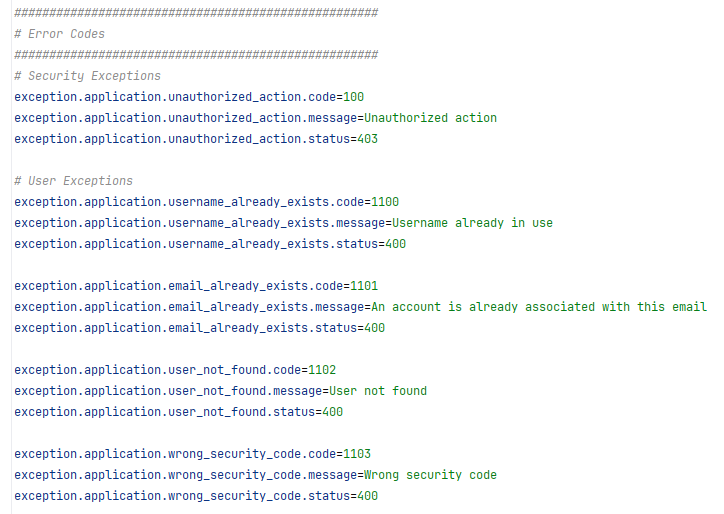 ####################################################
# Error Codes
####################################################
# Security Exceptions
exception.application.unauthorized_action.code=100
exception.application.unauthorized_action.message=Unauthorized action
exception.application.unauthorized_action.status=403
# User Exceptions
exception.application.username_already_exists.code=1100
exception.application.username_already_exists.message=Username already in use
exception.application.username_already_exists.status=400
exception.application.email_already_exists.code=1101
exception.application.email_already_exists.message=An account is already associated with this email
exception.application.email_already_exists.status=400
exception.application.user_not_found.code=1102
exception.application.user_not_found.message=User not found
exception.application.user_not_found.status=400
exception.application.wrong_security_code.code=1103
exception.application.wrong_security_code.message=Wrong security code
exception.application.wrong_security_code.status=400